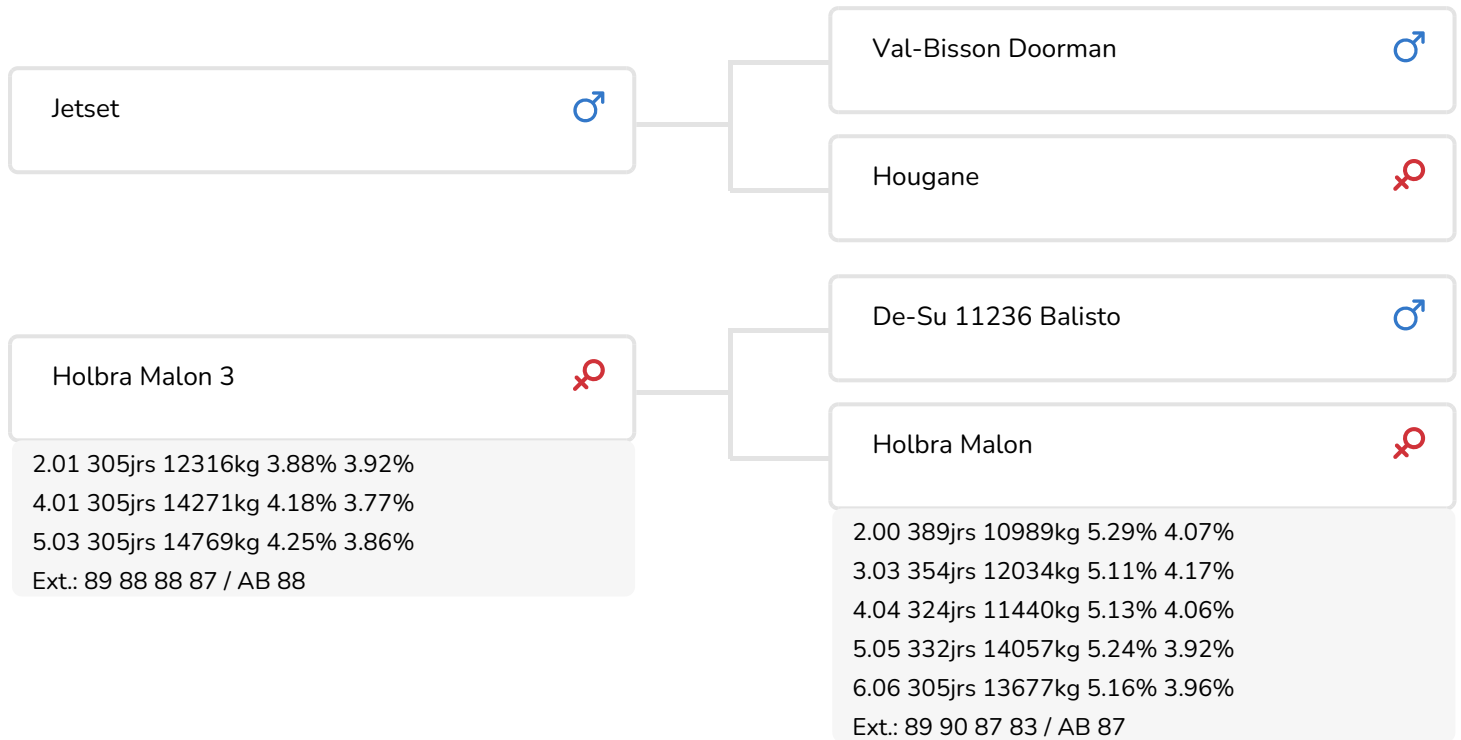 Jetset
Val-Bisson Doorman
Hougane
Holbra Malon 3
2.01 305jrs 12316kg 3.88% 3.92%
4.01 305jrs 14271kg 4.18% 3.77%
5.03 305jrs 14769kg 4.25% 3.86%
Ext.: 89 88 88 87 / AB 88
De-Su 11236 Balisto
Holbra Malon
2.00 389jrs 10989kg 5.29% 4.07%
3.03 354jrs 12034kg 5.11% 4.17%
4.04 324jrs 11440kg 5.13% 4.06%
5.05 332jrs 14057kg 5.24% 3.92%
6.06 305jrs 13677kg 5.16% 3.96%
Ext.: 89 90 87 83 / AB 87